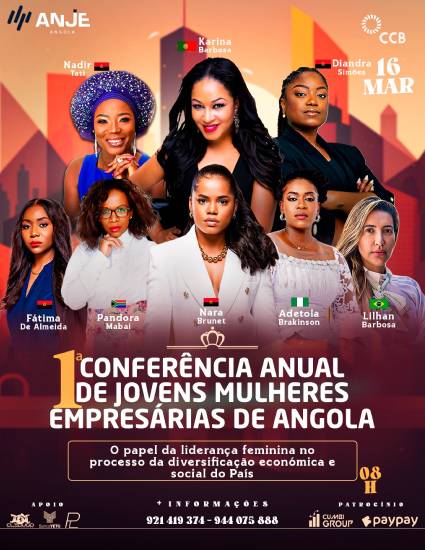 ANJE
ANGOLA
CCB
Karina
Barbosa
Nadir
Tati
Diandra
Simões
16
MAR
Fátima
De Almeida
Pandora
Mabai
Nara
Brunet
Adetola
Brakinson
Lilhan
Barbosa
1ª CONFERÊNCIA ANUAL
DE JOVENS MULHERES
EMPRESÁRIAS DE ANGOLA
O papel da liderança feminina no
processo da diversificação económica e
social do País
08
H
APOIO
+ INFORMAÇÕES
921 419 374 - 944 075 888
PATROCÍNIO
CUMBI
GROUP
paypay